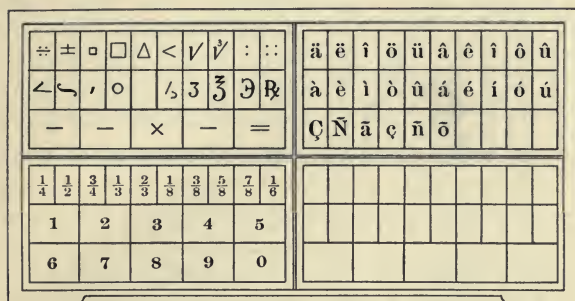 ÷ ± ▫ □ △ < √ ∛ : ::
∠ ′ ○ 3 ℞
— — × — =
ä ë î ö ü â ê î ô û
à è ì ò û á é í ó ú
Ç Ñ ã ç ñ õ
1/4 1/2 3/4 1/3 2/3 1/8 3/8 5/8 7/8 1/6
1 2 3 4 5
6 7 8 9 0